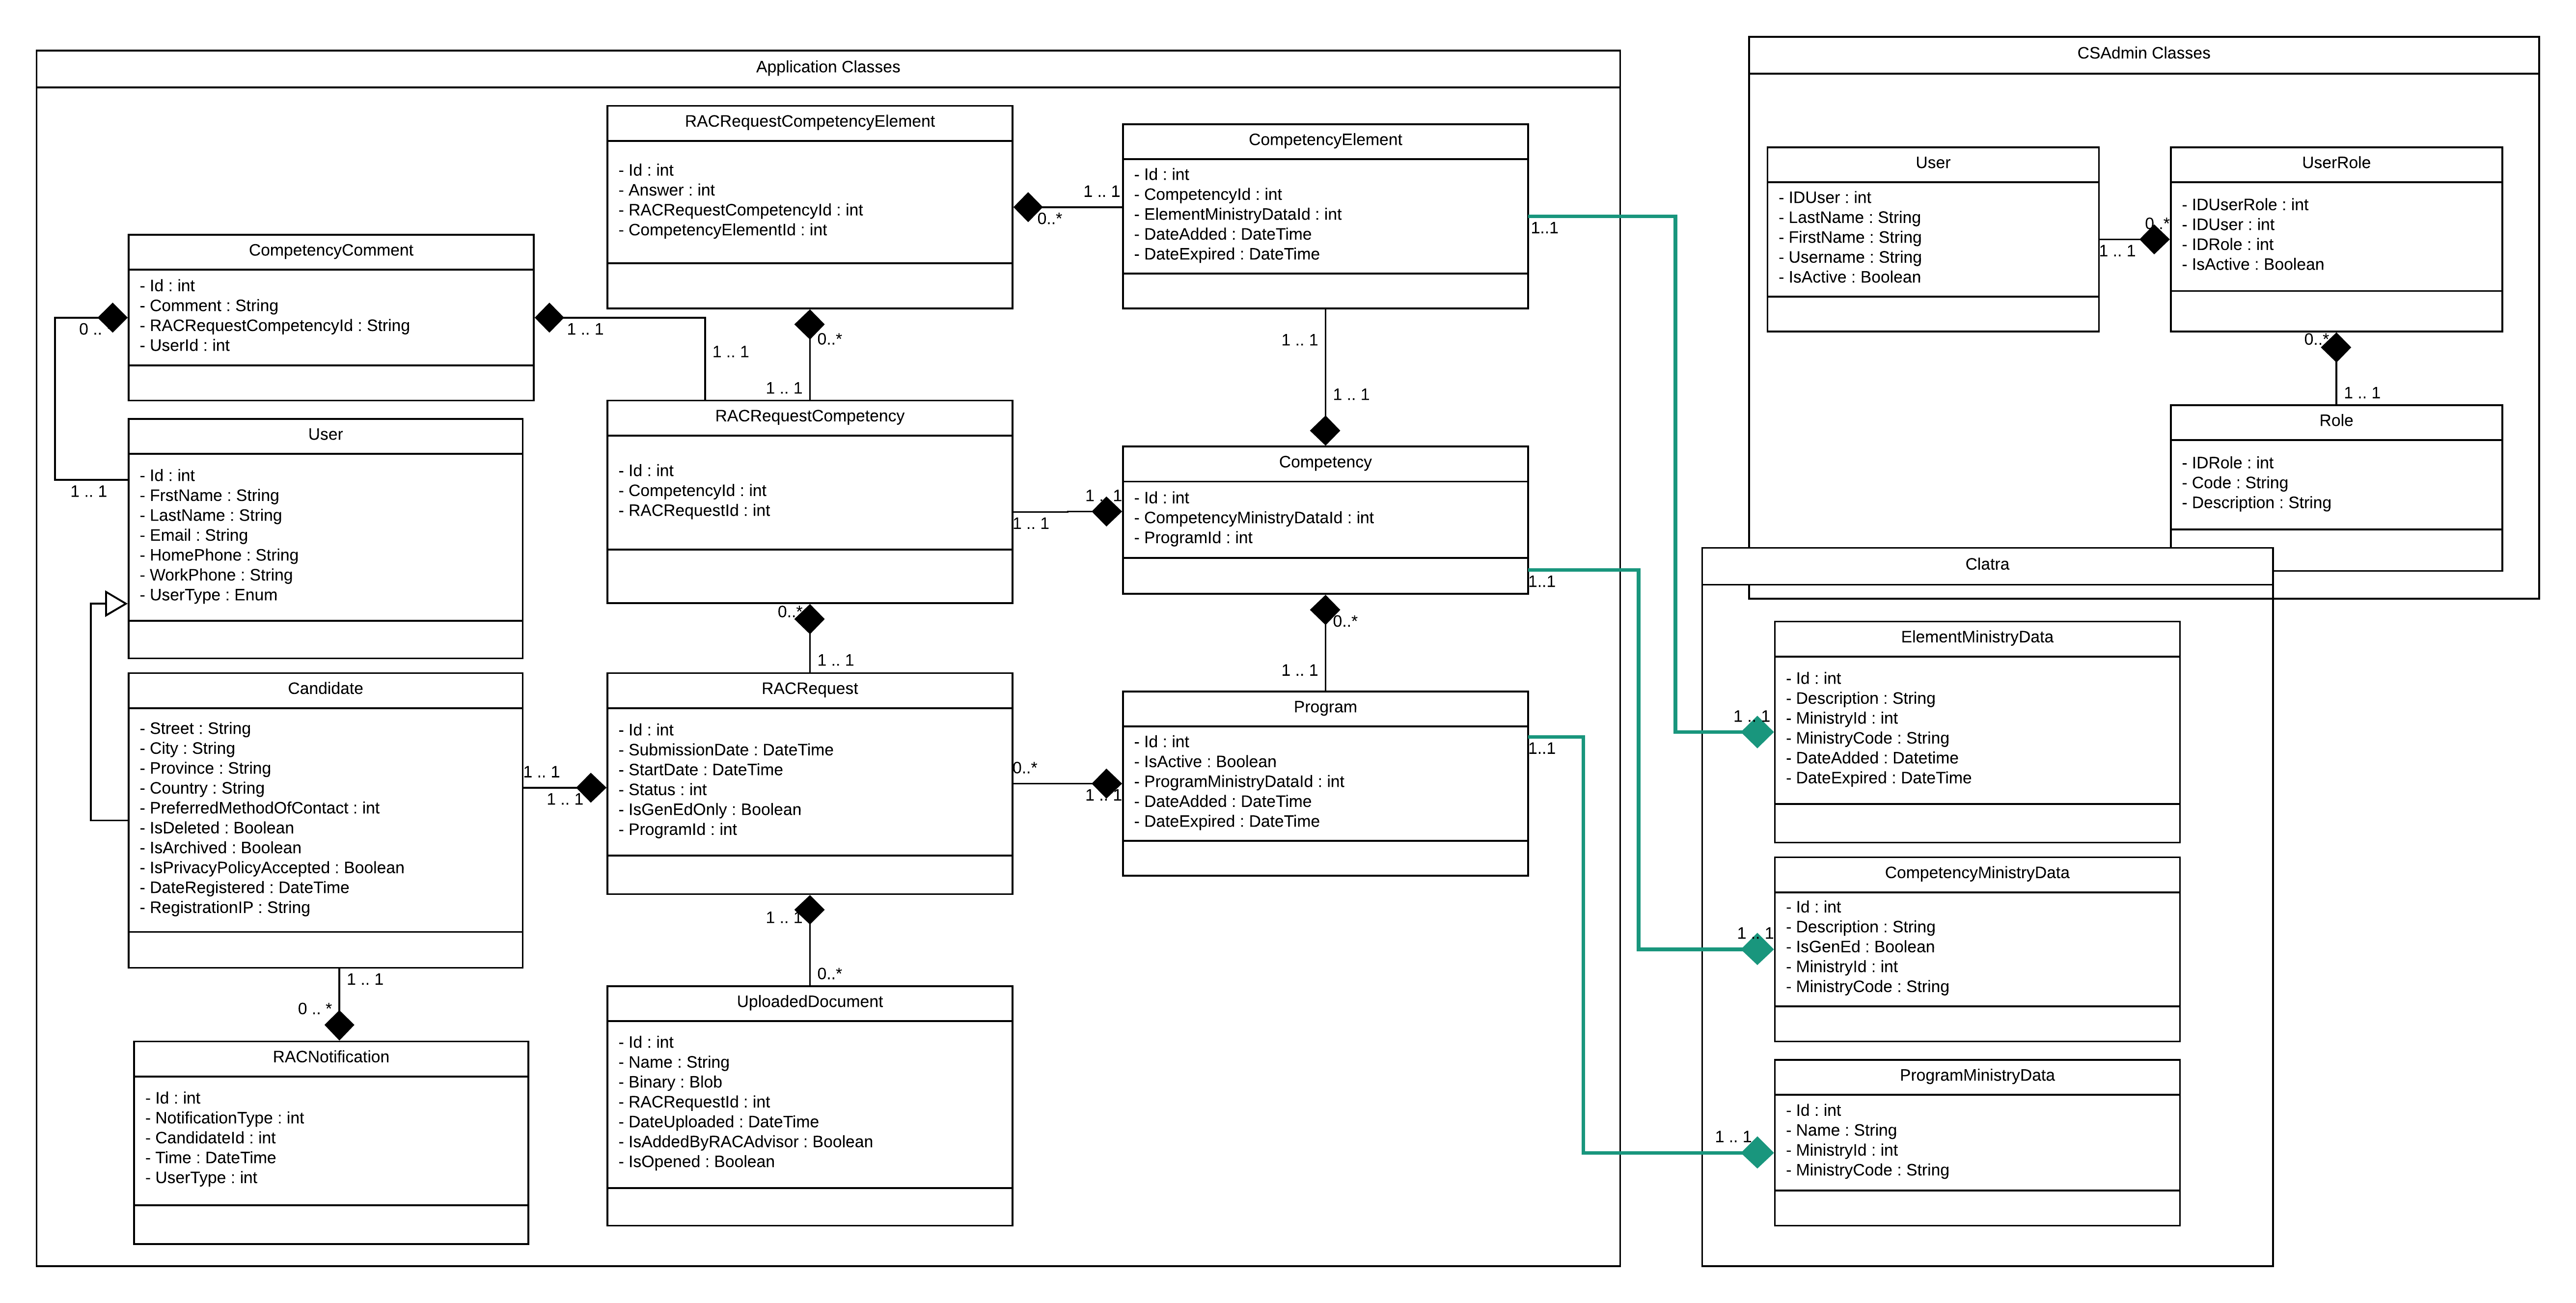 Application Classes
RACRequestCompetencyElement
- Id : int
- Answer : int
- RACRequestCompetencyId : int
- CompetencyElementId : int
0..*
1 .. 1
CompetencyElement
- Id : int
- CompetencyId : int
- ElementMinistryDataId : int
- DateAdded : DateTime
- DateExpired : DateTime
1..1
CompetencyComment
- Id : int
- Comment : String
- RACRequestCompetencyId : String
- UserId : int
0 ..
1 .. 1
1 .. 1
0..*
1 .. 1
1 .. 1
1 .. 1
User
- Id : int
- FrstName : String
- LastName : String
- Email : String
- HomePhone : String
- WorkPhone : String
- UserType : Enum
1 .. 1
RACRequestCompetency
- Id : int
- CompetencyId : int
- RACRequestId : int
1 .. 1
1 .. 1
Competency
- Id : int
- CompetencyMinistryDataId : int
- ProgramId : int
1..1
0..*
1 .. 1
0..*
1 .. 1
Candidate
- Street : String
- City : String
- Province : String
- Country : String
- PreferredMethodOfContact : int
- IsDeleted : Boolean
- IsArchived : Boolean
- IsPrivacyPolicyAccepted : Boolean
- DateRegistered : DateTime
- RegistrationIP : String
1 .. 1
1 .. 1
RACRequest
- Id : int
- SubmissionDate : DateTime
- StartDate : DateTime
- Status : int
- IsGenEdOnly : Boolean
- ProgramId : int
0..*
1 .. 1
Program
- Id : int
- IsActive : Boolean
- ProgramMinistryDataId : int
- DateAdded : DateTime
- DateExpired : DateTime
1..1
1 .. 1
0 .. *
1 .. 1
0..*
RACNotification
- Id : int
- NotificationType : int
- CandidateId : int
- Time : DateTime
- UserType : int
UploadedDocument
- Id : int
- Name : String
- Binary : Blob
- RACRequestId : int
- DateUploaded : DateTime
- IsAddedByRACAdvisor : Boolean
- IsOpened : Boolean
CSAdmin Classes
User
- IDUser : int
- LastName : String
- FirstName : String
- Username : String
- IsActive : Boolean
1 .. 1
0..*
UserRole
- IDUserRole : int
- IDUser : int
- IDRole : int
- IsActive : Boolean
0..*
1 .. 1
Role
- IDRole : int
- Code : String
- Description : String
Clatra
ElementMinistryData
- Id : int
- Description : String
- MinistryId : int
- MinistryCode : String
- DateAdded : Datetime
- DateExpired : DateTime
1 .. 1
CompetencyMinistryData
- Id : int
- Description : String
- IsGenEd : Boolean
- MinistryId : int
- MinistryCode : String
1 .. 1
ProgramMinistryData
- Id : int
- Name : String
- MinistryId : int
- MinistryCode : String
1 .. 1